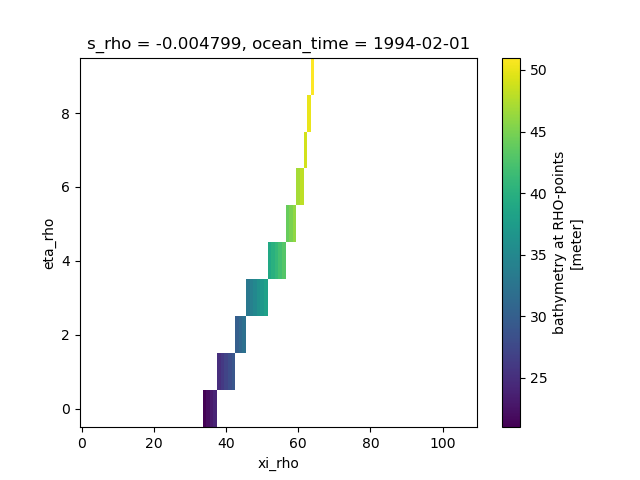 s_rho = -0.004799, ocean_time = 1994-02-01
8
6
4
2
0
eta_rho
0 20 40 60 80 100
xi_rho
50
45
40
35
30
25
bathymetry at RHO-points
[meter]